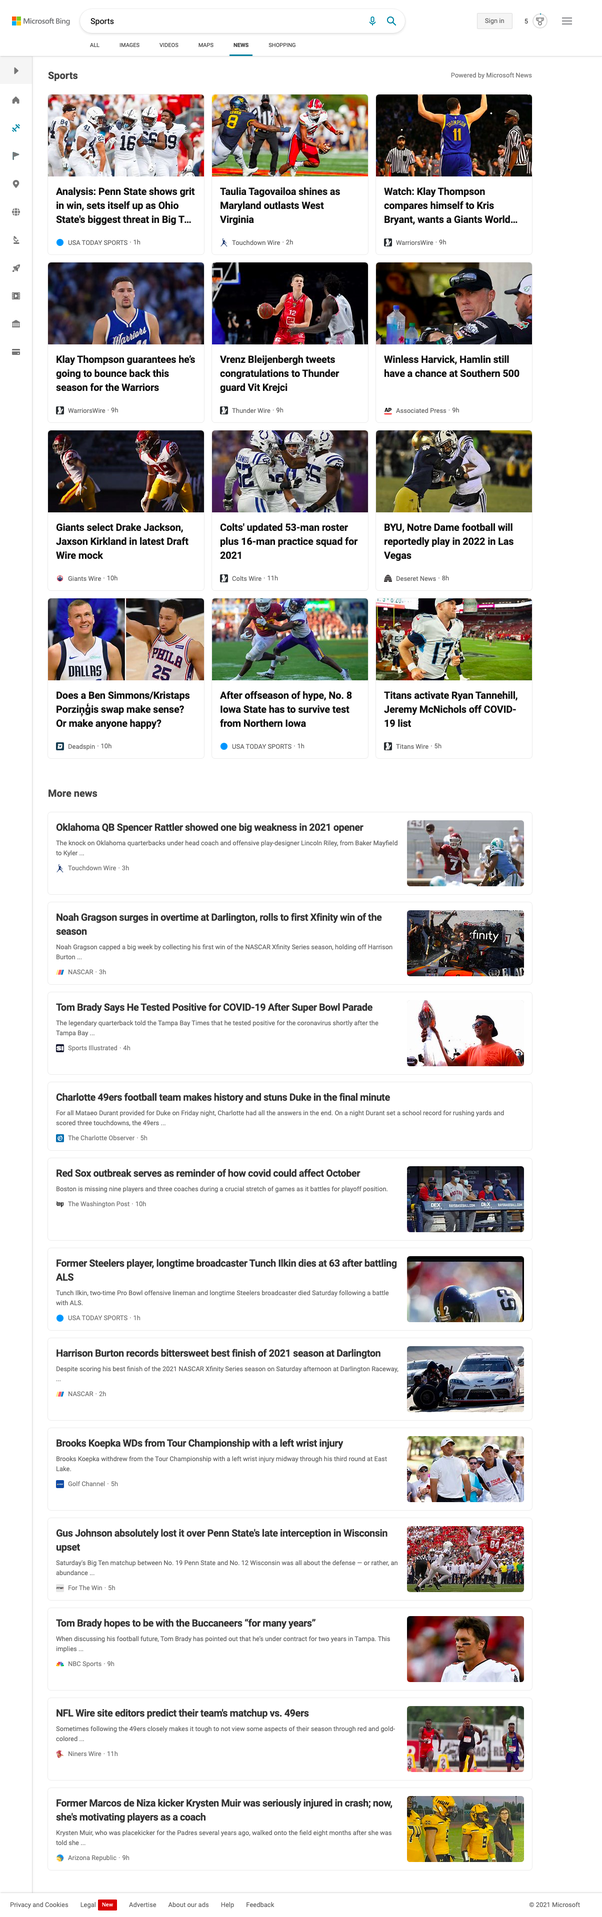 Microsoft Bing
Sports
Sign in
5
ALL
IMAGES
VIDEOS
MAPS
NEWS
SHOPPING
Sports
Powered by Microsoft News
Analysis: Penn State shows grit
in win, sets itself up as Ohio
State's biggest threat in Big T...
USA TODAY SPORTS · 1h
Taulia Tagovailoa shines as
Maryland outlasts West
Virginia
Touchdown Wire · 2h
Watch: Klay Thompson
compares himself to Kris
Bryant, wants a Giants World...
WarriorsWire · 9h
Klay Thompson guarantees he's
going to bounce back this
season for the Warriors
WarriorsWire · 9h
Vrenz Bleijenbergh tweets
congratulations to Thunder
guard Vit Krejci
Thunder Wire · 9h
Winless Harvick, Hamlin still
have a chance at Southern 500
Associated Press · 9h
Giants select Drake Jackson,
Jaxson Kirkland in latest Draft
Wire mock
Giants Wire · 10h
Colts' updated 53-man roster
plus 16-man practice squad for
2021
Colts Wire · 11h
BYU, Notre Dame football will
reportedly play in 2022 in Las
Vegas
Deseret News · 8h
Does a Ben Simmons/Kristaps
Porziņģis swap make sense?
Or make anyone happy?
Deadspin · 10h
After offseason of hype, No. 8
Iowa State has to survive test
from Northern Iowa
USA TODAY SPORTS · 1h
Titans activate Ryan Tannehill,
Jeremy McNichols off COVID-
19 list
Titans Wire · 5h
More news
Oklahoma QB Spencer Rattler showed one big weakness in 2021 opener
The knock on Oklahoma quarterbacks under head coach and offensive play-designer Lincoln Riley, from Baker Mayfield
to Kyler ...
Touchdown Wire · 3h
Noah Gragson surges in overtime at Darlington, rolls to first Xfinity win of the
season
Noah Gragson capped a big week by collecting his first win of the NASCAR Xfinity Series season, holding off Harrison
Burton ...
NASCAR · 3h
Tom Brady Says He Tested Positive for COVID-19 After Super Bowl Parade
The legendary quarterback told the Tampa Bay Times that he tested positive for the coronavirus shortly after the
Tampa Bay ...
Sports Illustrated · 4h
Charlotte 49ers football team makes history and stuns Duke in the final minute
For all Mataeo Durant provided for Duke on Friday night, Charlotte had all the answers in the end. On a night Durant set a school record for rushing yards and
scored three touchdowns, the 49ers ...
The Charlotte Observer · 5h
Red Sox outbreak serves as reminder of how covid could affect October
Boston is missing nine players and three coaches during a crucial stretch of games as it battles for playoff position.
The Washington Post · 10h
Former Steelers player, longtime broadcaster Tunch Ilkin dies at 63 after battling
ALS
Tunch Ilkin, two-time Pro Bowl offensive lineman and longtime Steelers broadcaster died Saturday following a battle
with ALS.
USA TODAY SPORTS · 1h
Harrison Burton records bittersweet best finish of 2021 season at Darlington
Despite scoring his best finish of the 2021 NASCAR Xfinity Series season on Saturday afternoon at Darlington Raceway,
...
NASCAR · 2h
Brooks Koepka WDs from Tour Championship with a left wrist injury
Brooks Koepka withdrew from the Tour Championship with a left wrist injury midway through his third round at East
Lake.
Golf Channel · 5h
Gus Johnson absolutely lost it over Penn State's late interception in Wisconsin
upset
Saturday's Big Ten matchup between No. 19 Penn State and No. 12 Wisconsin was all about the defense — or rather, an
abundance ...
For The Win · 5h
Tom Brady hopes to be with the Buccaneers "for many years"
When discussing his football future, Tom Brady has pointed out that he's under contract for two years in Tampa. This
implies ...
NBC Sports · 9h
NFL Wire site editors predict their team's matchup vs. 49ers
Sometimes following the 49ers closely makes it tough to not view some aspects of their season through red and gold-
colored ...
Niners Wire · 11h
Former Marcos de Niza kicker Krysten Muir was seriously injured in crash; now,
she's motivating players as a coach
Krysten Muir, who was placekicker for the Padres several years ago, walked onto the field eight months after she was
told she ...
Arizona Republic · 9h
Privacy and Cookies
Legal
New
Advertise
About our ads
Help
Feedback
© 2021 Microsoft